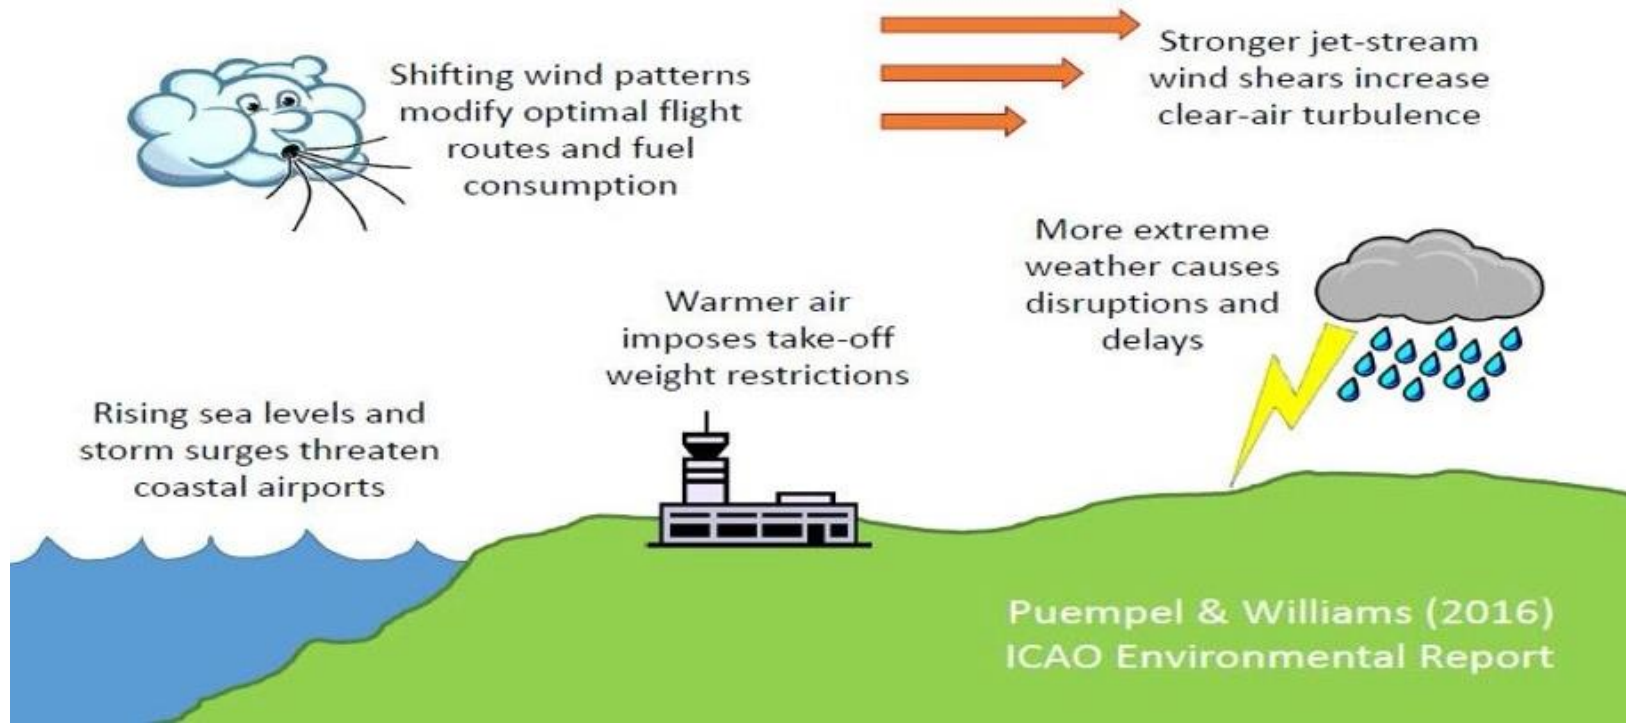 Shifting wind patterns
modify optimal flight
routes and fuel
consumption
Stronger jet-stream
wind shears increase
clear-air turbulence
More extreme
weather causes
disruptions and
delays
Warmer air
imposes take-off
weight restrictions
Rising sea levels and
storm surges threaten
coastal airports
Puempel & Williams (2016)
ICAO Environmental Report